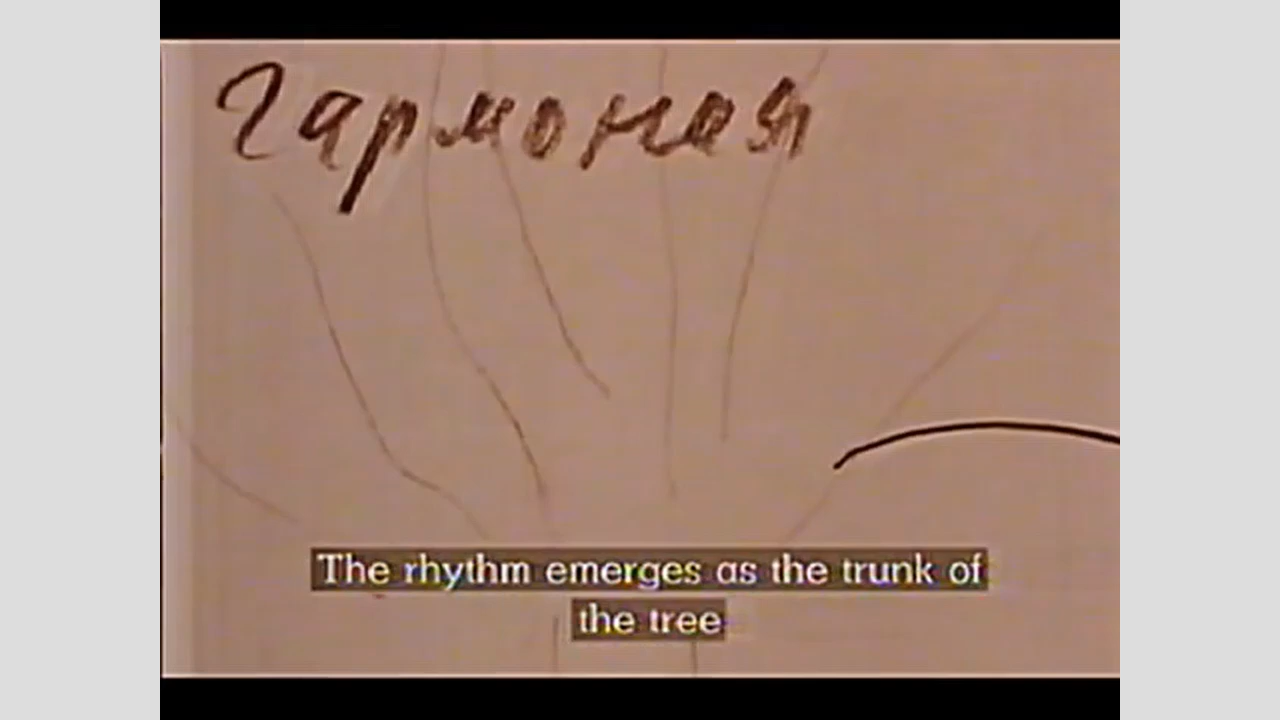 гармония
The rhythm emerges as the trunk of
the tree